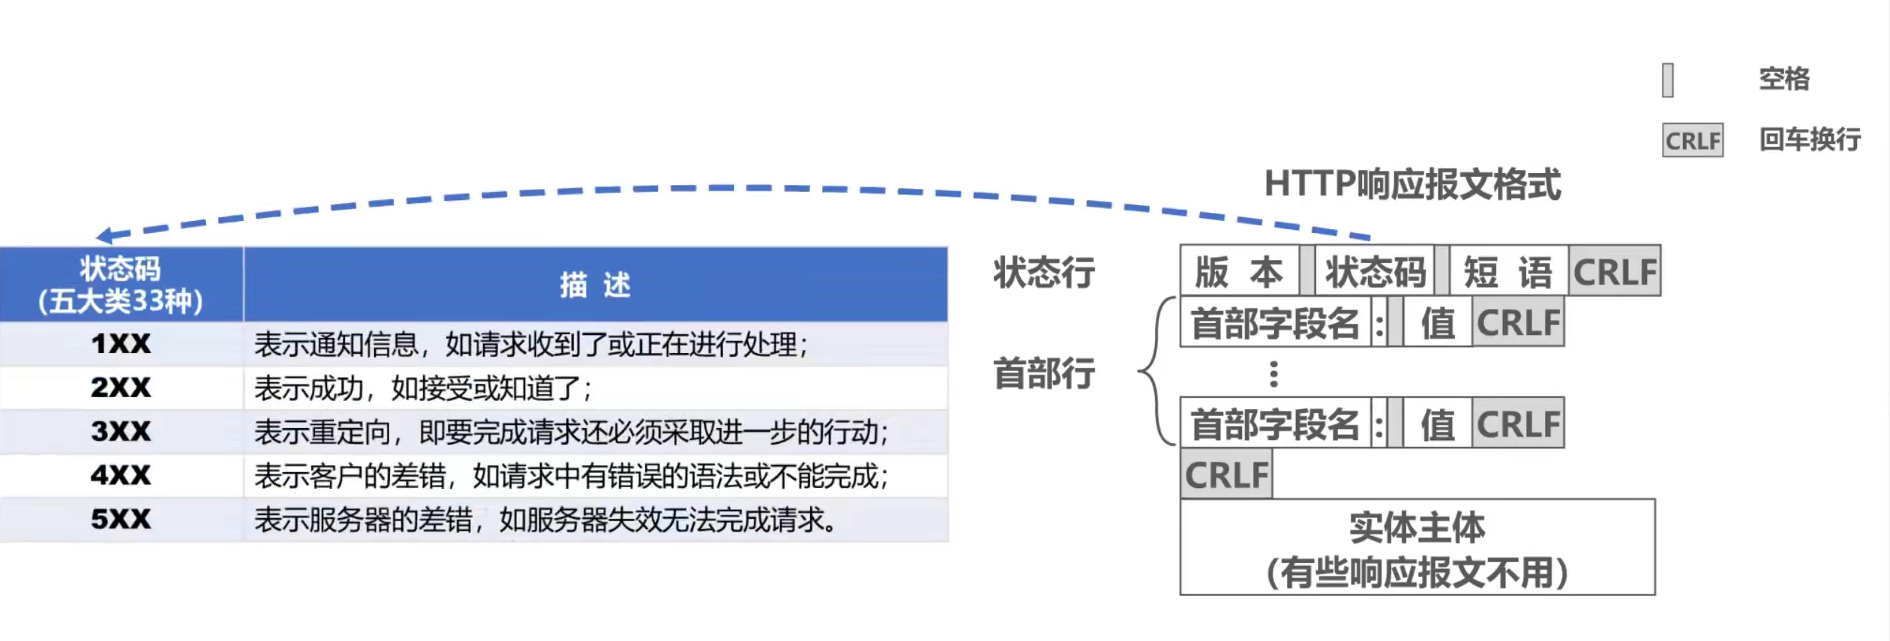 空格
CRLF 回车换行
HTTP响应报文格式
状态码
(五大类33种)
描 述
1XX 表示通知信息，如请求收到了或正在进行处理；
2XX 表示成功，如接受或知道了；
3XX 表示重定向，即要完成请求还必须采取进一步的行动；
4XX 表示客户的差错，如请求中有错误的语法或不能完成；
5XX 表示服务器的差错，如服务器失效无法完成请求。
状态行 版 本 状态码 短 语 CRLF
首部行
首部字段名 : 值 CRLF
⋮
首部字段名 : 值 CRLF
CRLF
实体主体
(有些响应报文不用)